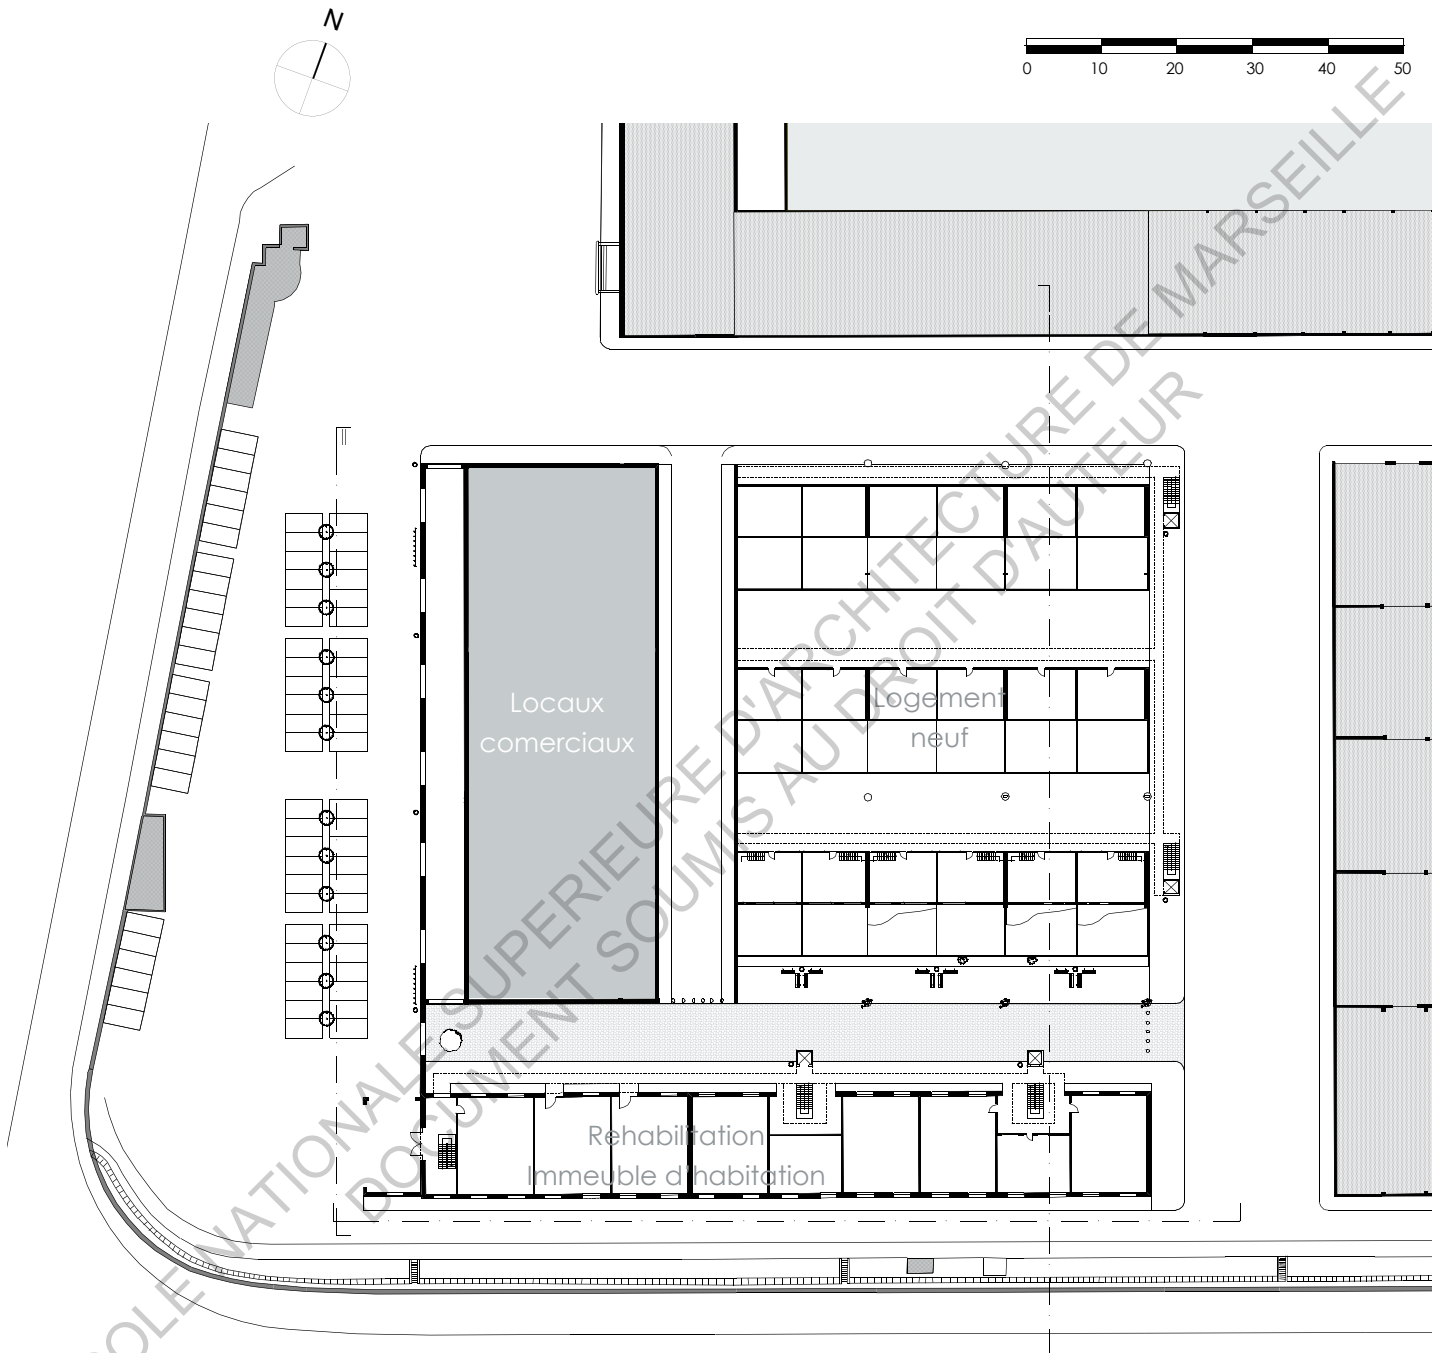 N
0 10 20 30 40 50
Locaux
comerciaux
Logement
neuf
Rehabilitation
Immeuble d'habitation
OLE NATIONALE SUPERIEURE D'ARCHITECTURE DE MARSEILLE
DOCUMENT SOUMIS AU DROIT D'AUTEUR